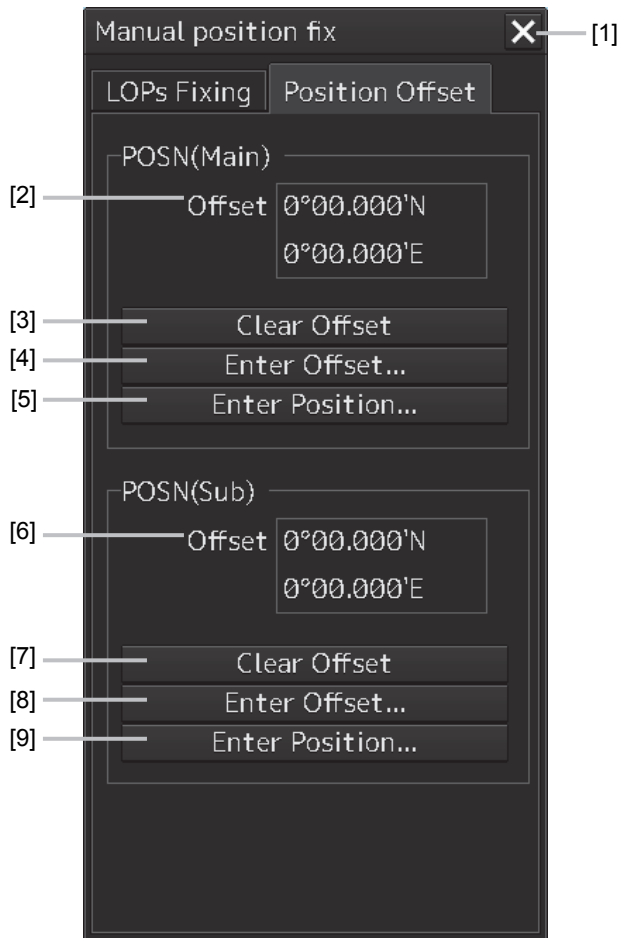 Manual position fix [1]
LOPs Fixing Position Offset
POSN(Main)
[2] Offset 0°00.000'N
0°00.000'E
[3] Clear Offset
[4] Enter Offset...
[5] Enter Position...
POSN(Sub)
[6] Offset 0°00.000'N
0°00.000'E
[7] Clear Offset
[8] Enter Offset...
[9] Enter Position...